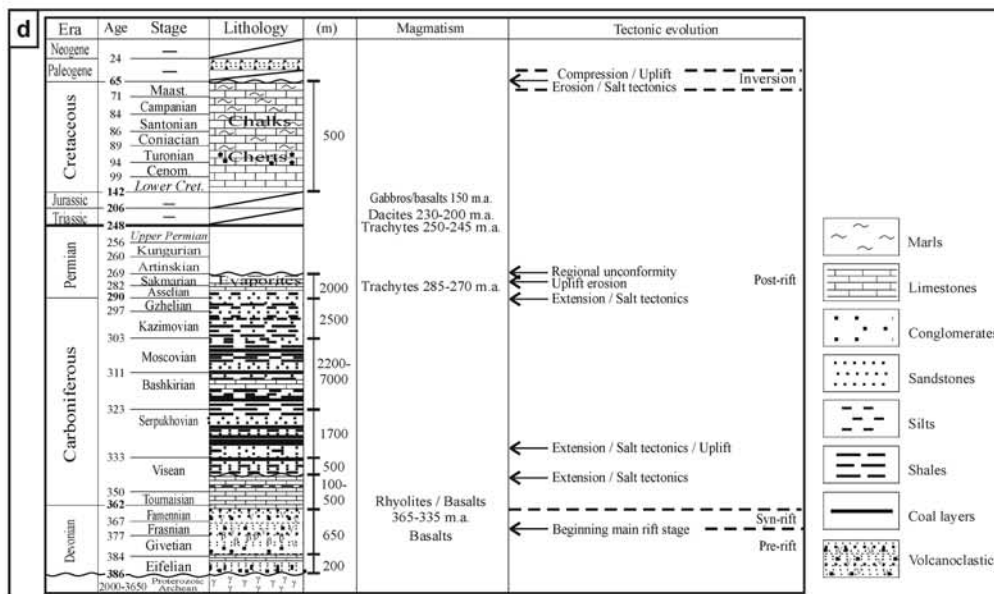 d
Era Age Stage Lithology (m) Magmatism Tectonic evolution
Neogene —
24
Paleogene —
65
Compression / Uplift
Inversion
Erosion / Salt tectonics
Cretaceous
Maast.
71
Campanian
84
Santonian Chalks
86
Coniacian
89
Turonian Cherts
94
Cenom.
99
Lower Cret.
500
142
Jurassic —
Gabbros/basalts 150 m.a.
206
Triassic —
Dacites 230-200 m.a.
248
Trachytes 250-245 m.a.
Permian
Upper Permian
256
Kungurian
260
Artinskian
269
Regional unconformity
Sakmarian Evaporites
Uplift erosion
Post-rift
282
2000
Trachytes 285-270 m.a.
Asselian
290
Extension / Salt tectonics
Carboniferous
Gzhelian
297
Kazimovian
2500
303
Moscovian
2200-
7000
311
Bashkirian
323
Serpukhovian
1700
Extension / Salt tectonics / Uplift
333
Visean
500
Extension / Salt tectonics
350
100-
500
Tournaisian
Rhyolites / Basalts
362
365-335 m.a.
Syn-rift
Devonian
Famennian
367
Frasnian
650
Basalts
Beginning main rift stage
377
Givetian
Pre-rift
384
Eifelian
200
386
2000-3650
Proterozoic
Archean
Marls
Limestones
Conglomerates
Sandstones
Silts
Shales
Coal layers
Volcanoclastic